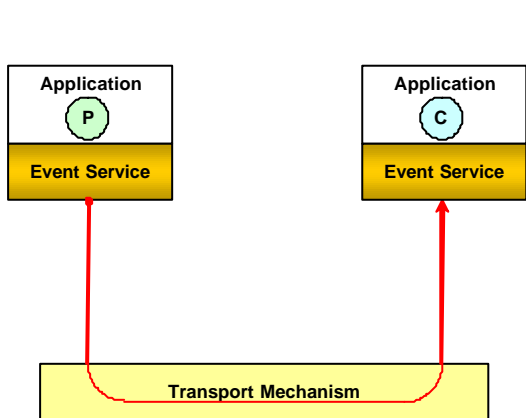 Application
P
Event Service
Application
C
Event Service
Transport Mechanism